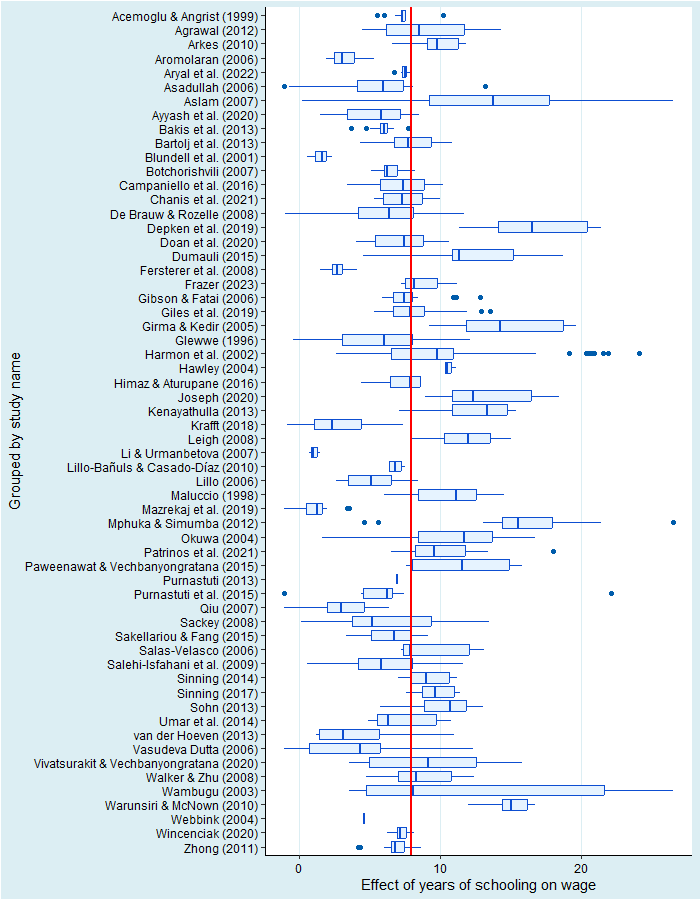 Acemoglu & Angrist (1999)
Agrawal (2012)
Arkes (2010)
Aromolaran (2006)
Aryal et al. (2022)
Asadullah (2006)
Aslam (2007)
Ayyash et al. (2020)
Bakis et al. (2013)
Bartolj et al. (2013)
Blundell et al. (2001)
Botchorishvili (2007)
Campaniello et al. (2016)
Chanis et al. (2021)
De Brauw & Rozelle (2008)
Depken et al. (2019)
Doan et al. (2020)
Dumauli (2015)
Fersterer et al. (2008)
Frazer (2023)
Gibson & Fatai (2006)
Giles et al. (2019)
Girma & Kedir (2005)
Glewwe (1996)
Harmon et al. (2002)
Hawley (2004)
Himaz & Aturupane (2016)
Joseph (2020)
Kenayathulla (2013)
Krafft (2018)
Leigh (2008)
Li & Urmanbetova (2007)
Lillo-Bañuls & Casado-Díaz (2010)
Lillo (2006)
Maluccio (1998)
Mazrekaj et al. (2019)
Mphuka & Simumba (2012)
Okuwa (2004)
Patrinos et al. (2021)
Paweenawat & Vechbanyongratana (2015)
Purnastuti (2013)
Purnastuti et al. (2015)
Qiu (2007)
Sackey (2008)
Sakellariou & Fang (2015)
Salas-Velasco (2006)
Salehi-Isfahani et al. (2009)
Sinning (2014)
Sinning (2017)
Sohn (2013)
Umar et al. (2014)
van der Hoeven (2013)
Vasudeva Dutta (2006)
Vivatsurakit & Vechbanyongratana (2020)
Walker & Zhu (2008)
Wambugu (2003)
Warunsiri & McNown (2010)
Webbink (2004)
Wincenciak (2020)
Zhong (2011)
Grouped by study name
0 10 20
Effect of years of schooling on wage